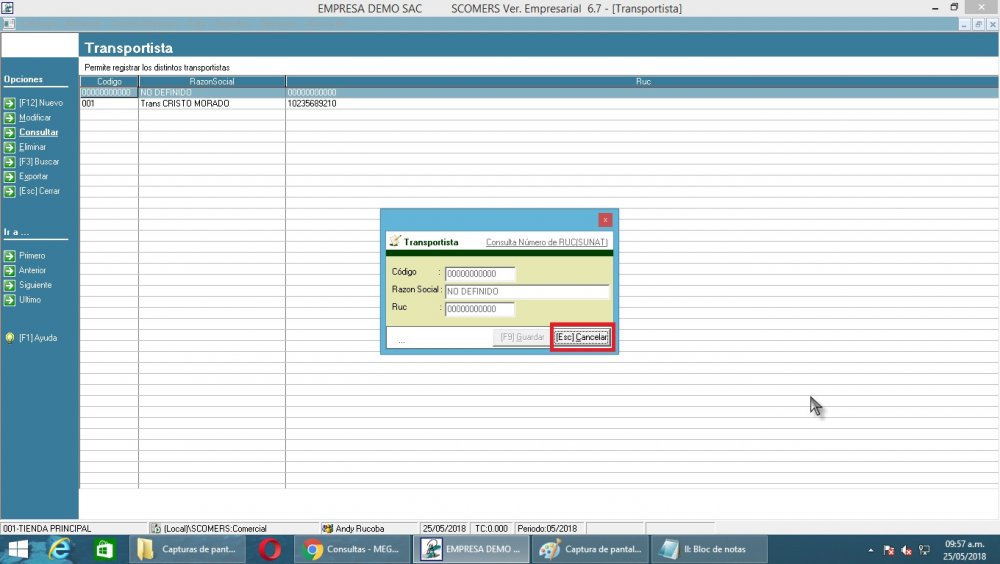 EMPRESA DEMO SAC SCOMERS Ver. Empresarial 6.7 - [Transportista]
Transportista
Permite registrar los distintos transportistas
Opciones
[F12] Nuevo
Modificar
Consultar
Eliminar
[F3] Buscar
Exportar
[Esc] Cerrar
Ir a ...
Primero
Anterior
Siguiente
Ultimo
[F1] Ayuda
Codigo RazonSocial Ruc
00000000000 NO DEFINIDO 00000000000
001 Trans CRISTO MORADO 10235689210
x
Transportista Consulta Número de RUC(SUNAT)
Código : 00000000000
Razon Social : NO DEFINIDO
Ruc : 00000000000
... [F9] Guardar [Esc] Cancelar
001-TIENDA PRINCIPAL (Local)\SCOMERS:Comercial Andy Rucoba 25/05/2018 TC:0.000 Periodo:05/2018
Capturas de pant... Consultas - MEG... EMPRESA DEMO ... Captura de pantal... II: Bloc de notas
09:57 a.m.
25/05/2018